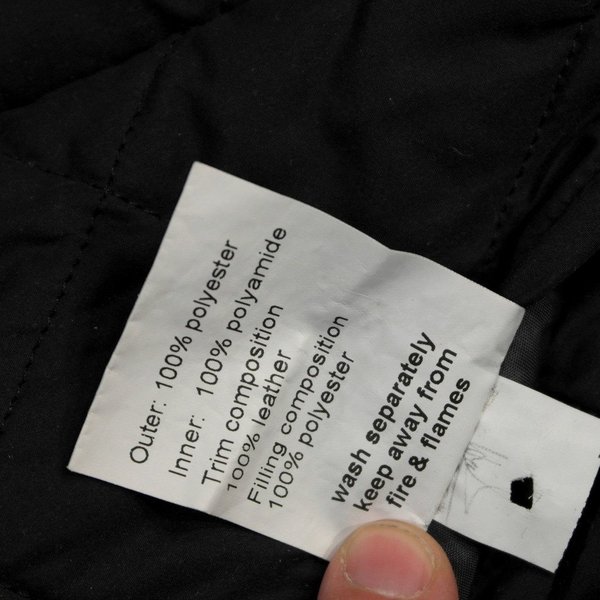 Outer: 100% polyester
Inner: 100% polyamide
Trim composition
100% leather
Filling composition
100% polyester
wash separately
keep away from
fire & flames